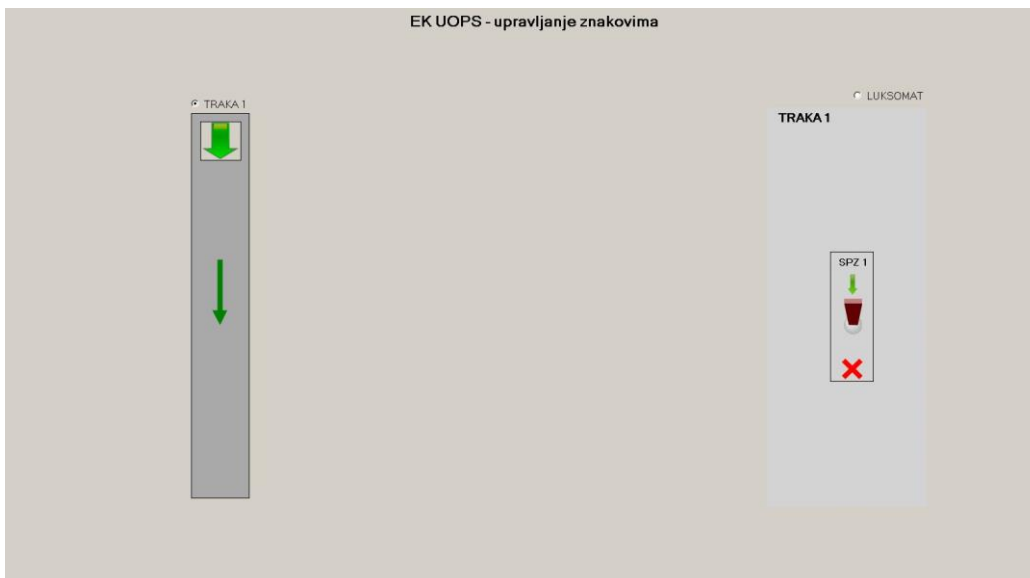 EK UOPS - upravljanje znakovima
TRAKA 1
LUKSOMAT
TRAKA 1
SPZ 1